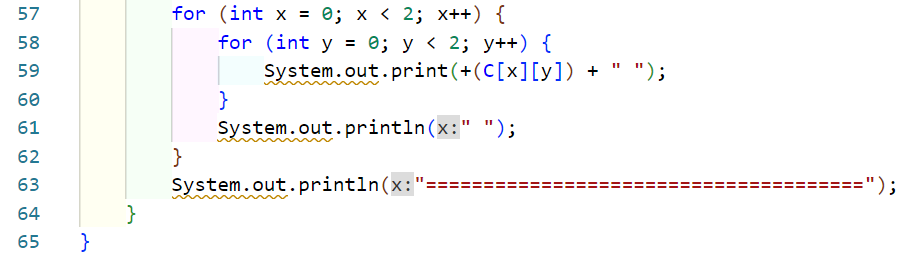 57 for (int x = 0; x < 2; x++) {
58 for (int y = 0; y < 2; y++) {
59 System.out.print(+(C[x][y]) + " ");
60 }
61 System.out.println(x:" ");
62 }
63 System.out.println(x:"======================================");
64 }
65 }